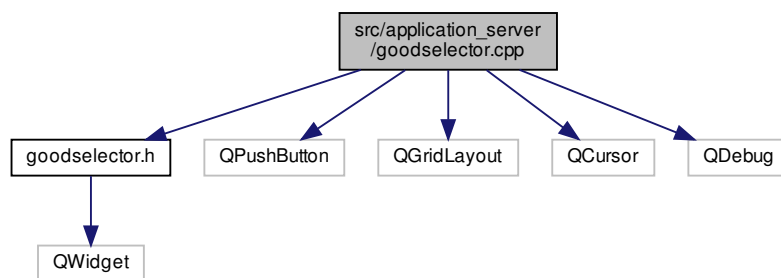 src/application_server
/goodselector.cpp
goodselector.h
QPushButton
QGridLayout
QCursor
QDebug
QWidget